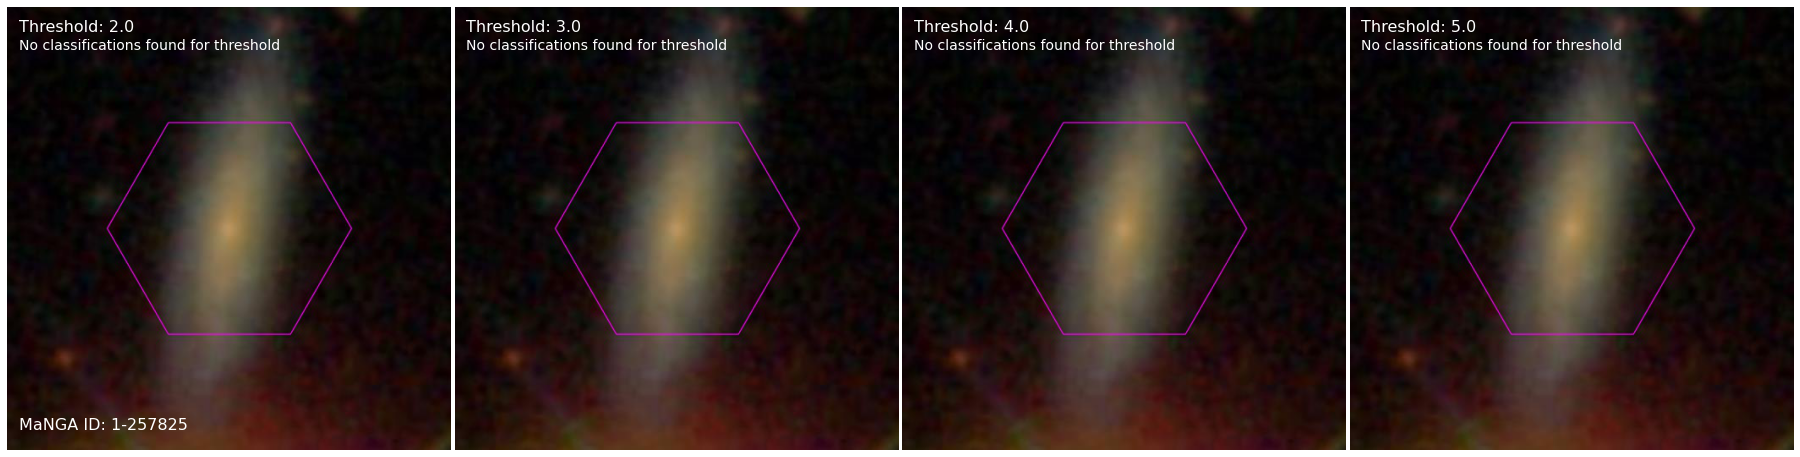 Threshold: 2.0
No classifications found for threshold
MaNGA ID: 1-257825
Threshold: 3.0
No classifications found for threshold
Threshold: 4.0
No classifications found for threshold
Threshold: 5.0
No classifications found for threshold